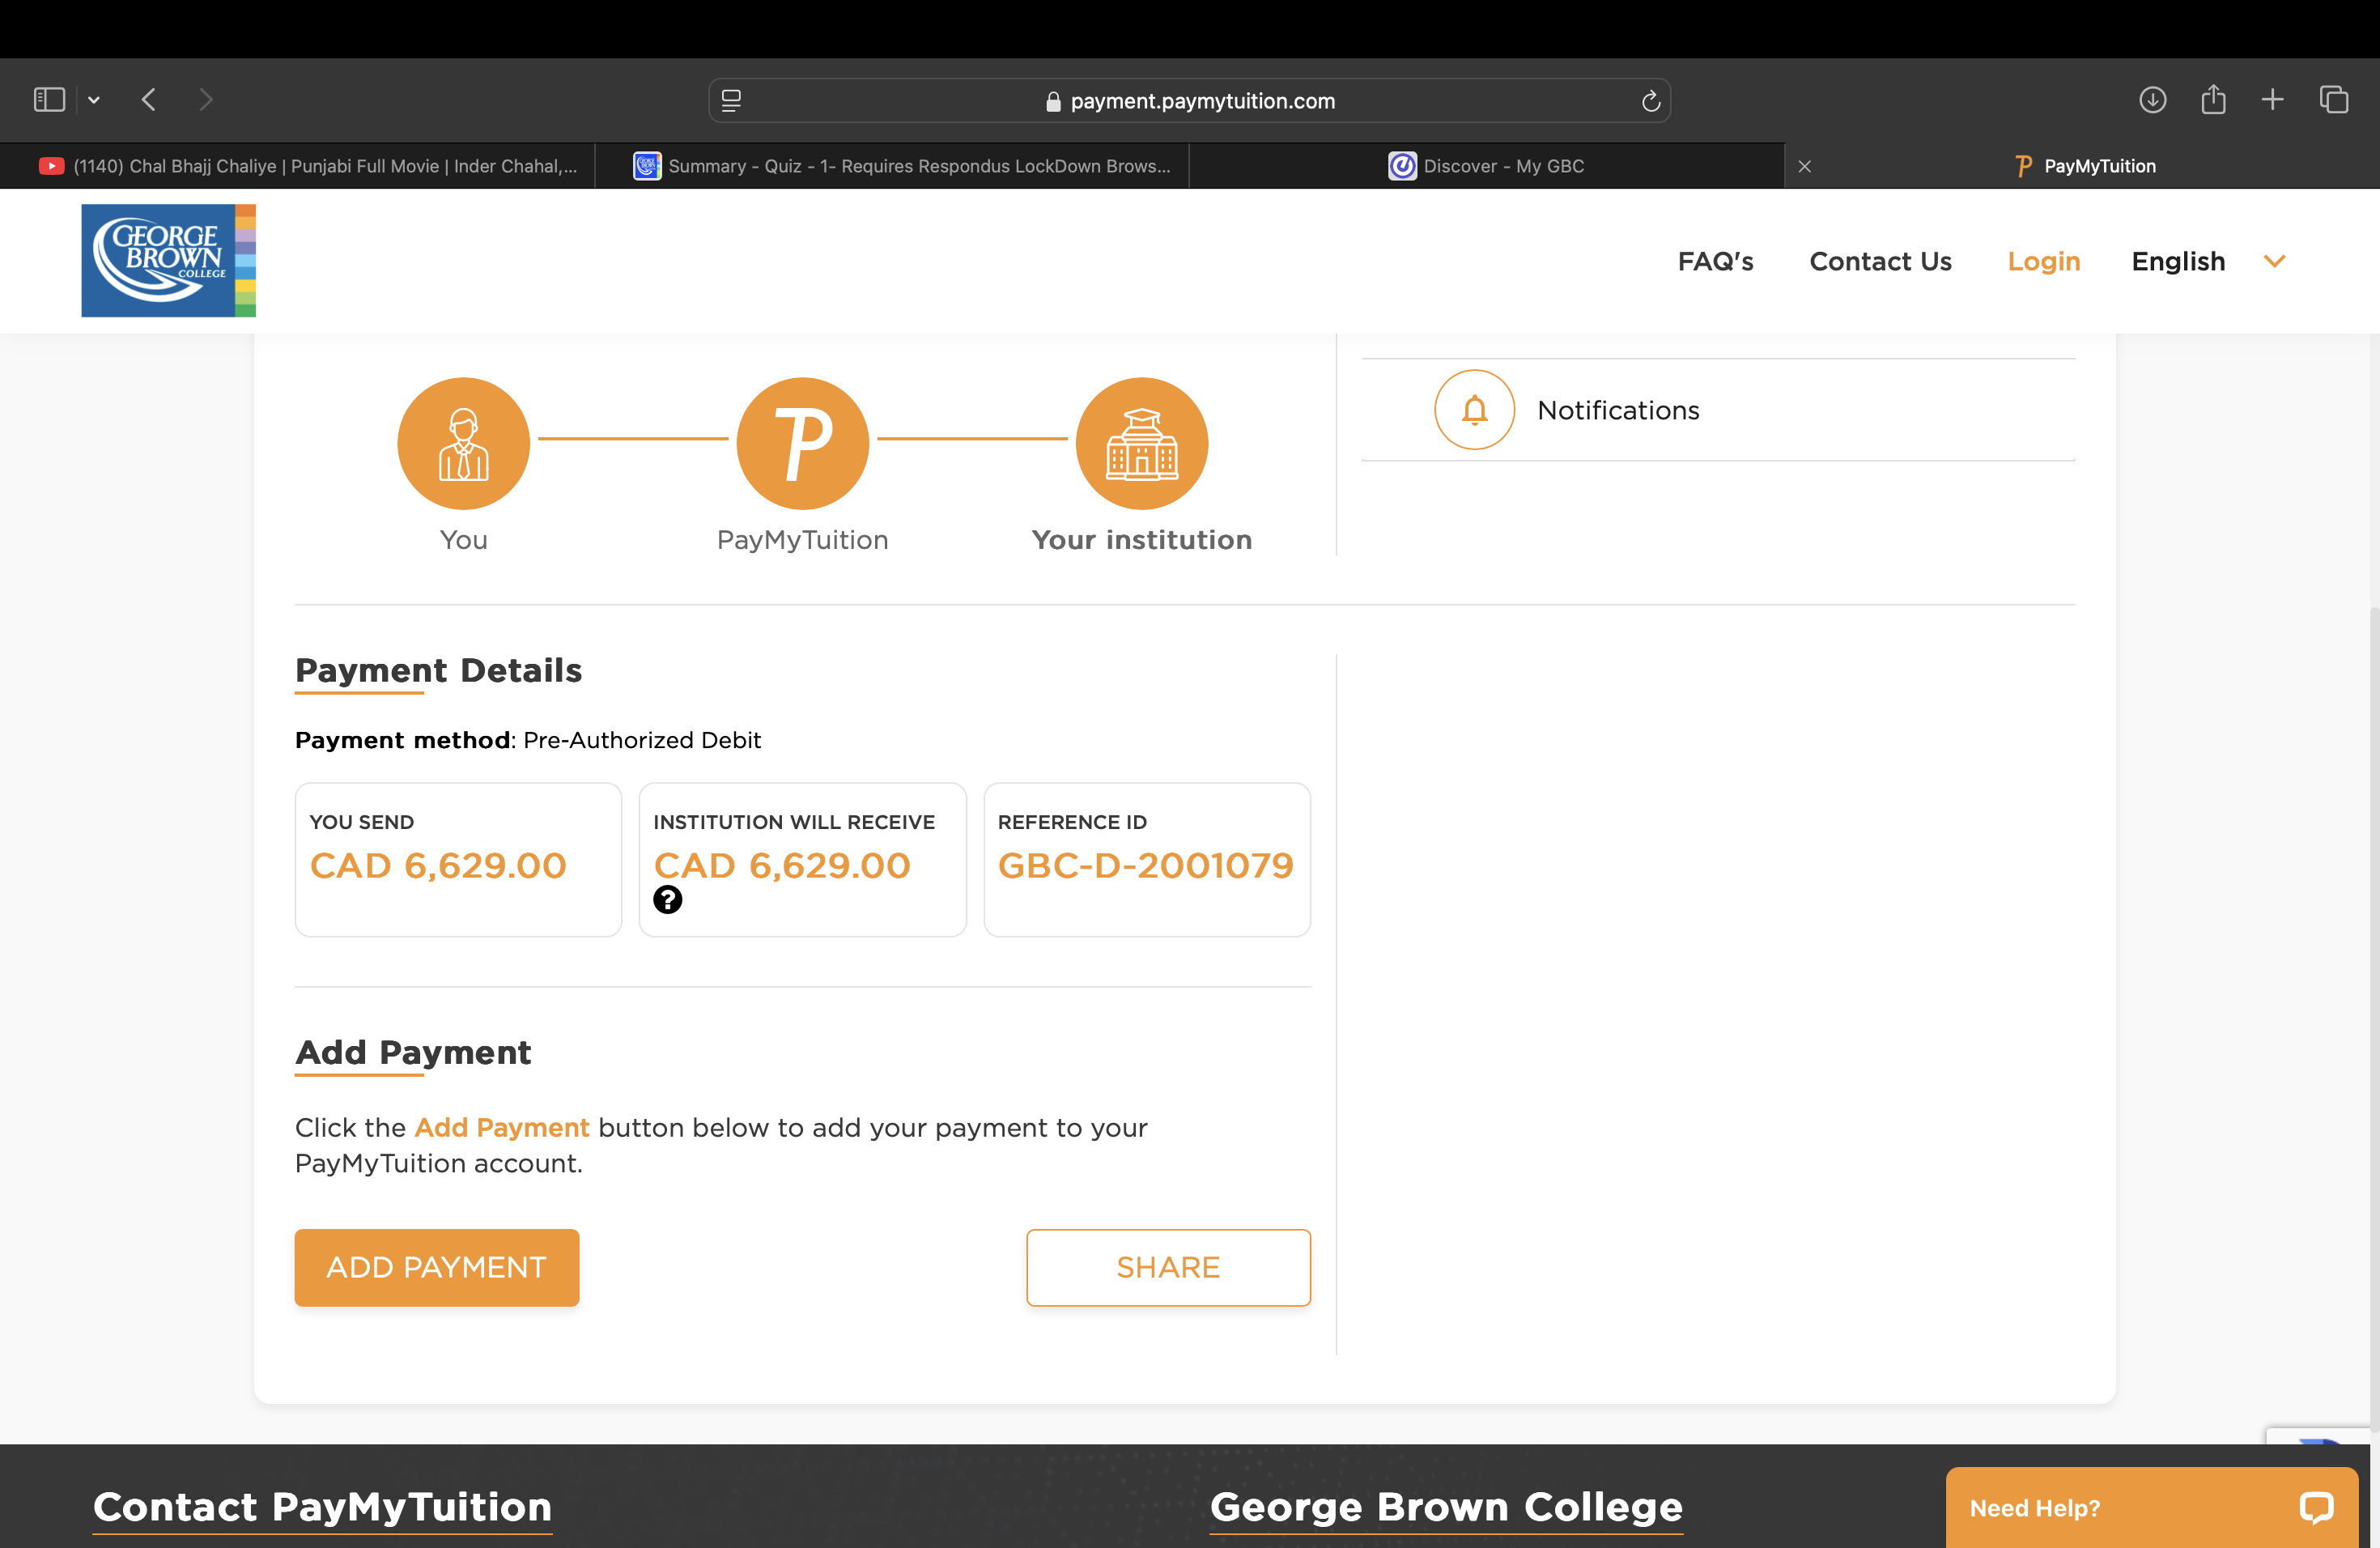 payment.paymytuition.com
(1140) Chal Bhajj Chaliye | Punjabi Full Movie | Inder Chahal,...
Summary - Quiz - 1- Requires Respondus LockDown Brows...
Discover - My GBC
PayMyTuition
GEORGE
BROWN
COLLEGE
FAQ's
Contact Us
Login
English
You
PayMyTuition
Your institution
Notifications
Payment Details
Payment method: Pre-Authorized Debit
YOU SEND
CAD 6,629.00
INSTITUTION WILL RECEIVE
CAD 6,629.00
?
REFERENCE ID
GBC-D-2001079
Add Payment
Click the Add Payment button below to add your payment to your
PayMyTuition account.
ADD PAYMENT
SHARE
Contact PayMyTuition
George Brown College
Need Help?